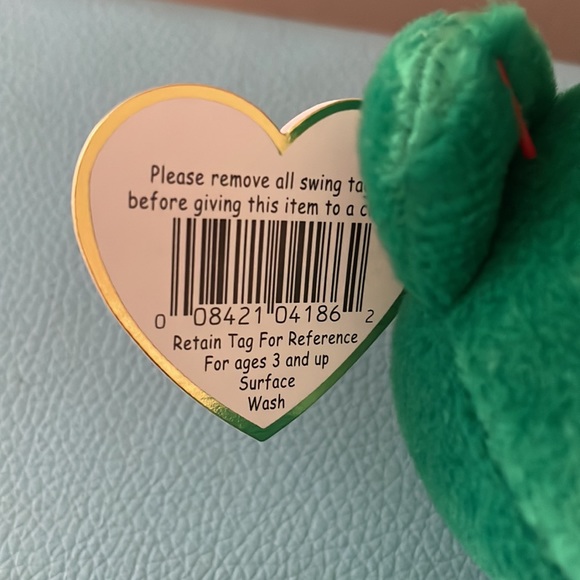 Please remove all swing ta
before giving this item to a c
0 08421 04186 2
Retain Tag For Reference
For ages 3 and up
Surface
Wash